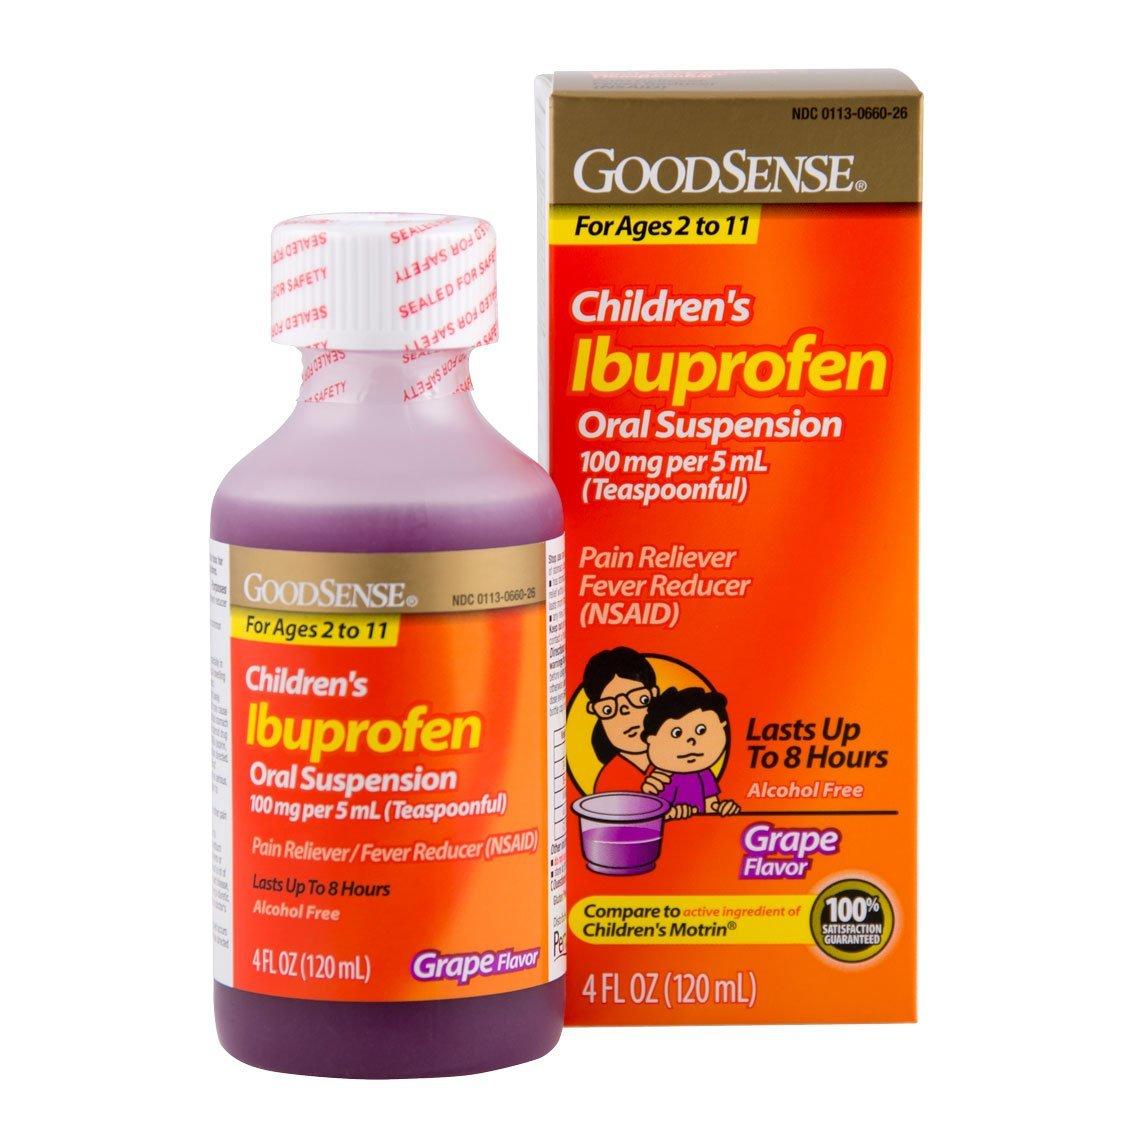 SEALED FOR SAFETY
NDC 0113-0660-26
GOODSENSE®
For Ages 2 to 11
Children's
Ibuprofen
Oral Suspension
100 mg per 5 mL
(Teaspoonful)
Pain Reliever
Fever Reducer
(NSAID)
Lasts Up
To 8 Hours
Alcohol Free
Grape
Flavor
Compare to active ingredient of
Children's Motrin®
100%
SATISFACTION
GUARANTEED
4 FL OZ (120 mL)
GOODSENSE®
NDC 0113-0660-26
For Ages 2 to 11
Children's
Ibuprofen
Oral Suspension
100 mg per 5 mL (Teaspoonful)
Pain Reliever/Fever Reducer (NSAID)
Lasts Up To 8 Hours
Alcohol Free
4 FL OZ (120 mL)
Grape Flavor